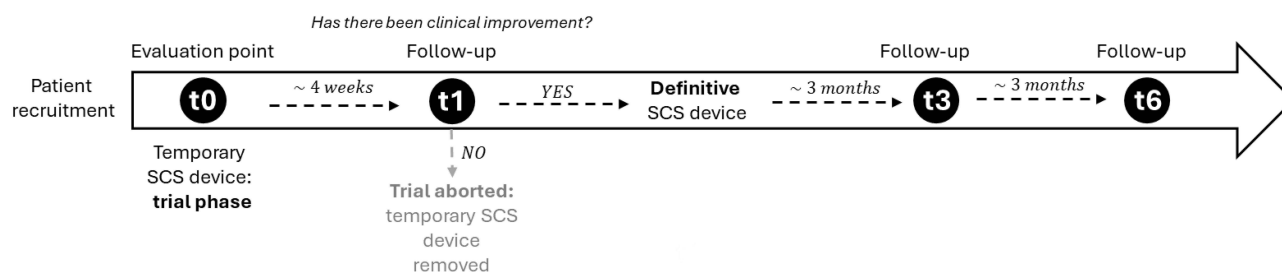 Has there been clinical improvement?
Evaluation point
Follow-up
Follow-up
Follow-up
Patient
recruitment
t0
~ 4 weeks
t1
YES
Definitive
SCS device
~ 3 months
t3
~ 3 months
t6
Temporary
SCS device:
trial phase
NO
Trial aborted:
temporary SCS
device
removed